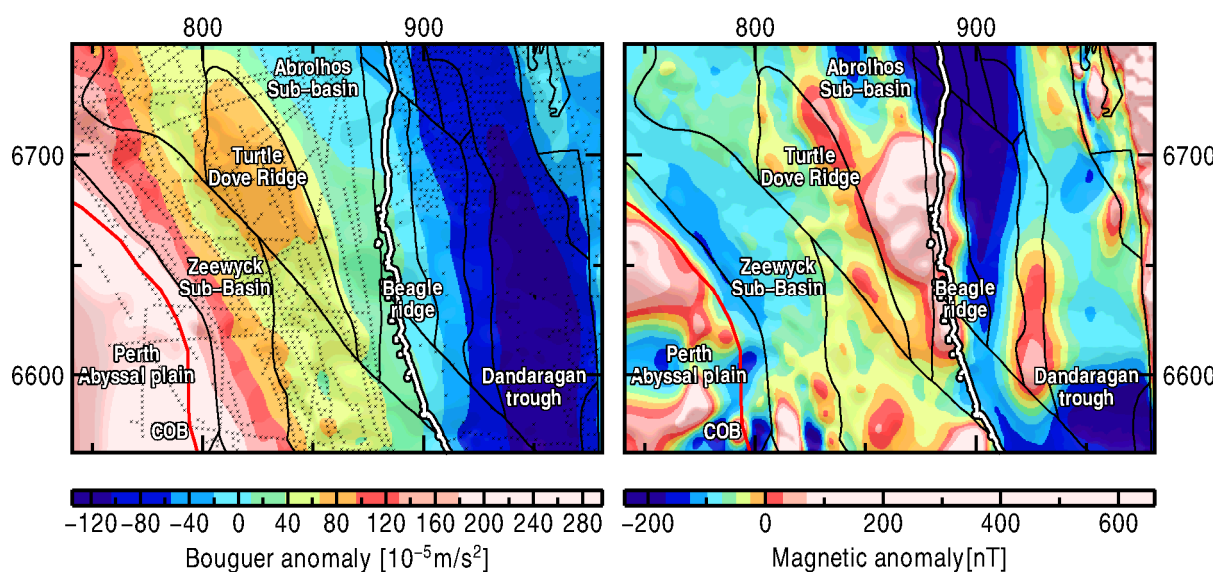 800 900
800 900
6700
6600
6700
6600
Abrolhos
Sub-basin
Turtle
Dove Ridge
Zeewyck
Sub-Basin
Beagle
ridge
Perth
Abyssal plain
Dandaragan
trough
COB
Abrolhos
Sub-basin
Turtle
Dove Ridge
Zeewyck
Sub-Basin
Beagle
ridge
Perth
Abyssal plain
Dandaragan
trough
COB
−120 −80 −40 0 40 80 120 160 200 240 280
Bouguer anomaly [10⁻⁵m/s²]
−200 0 200 400 600
Magnetic anomaly[nT]